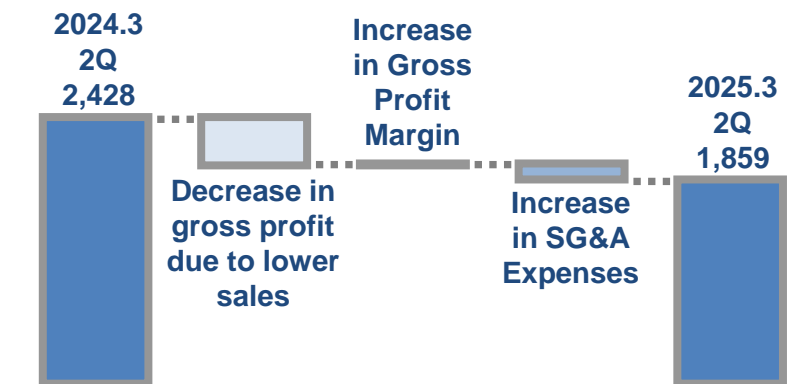 2024.3
2Q
2,428
Decrease in
gross profit
due to lower
sales
Increase
in Gross
Profit
Margin
Increase
in SG&A
Expenses
2025.3
2Q
1,859